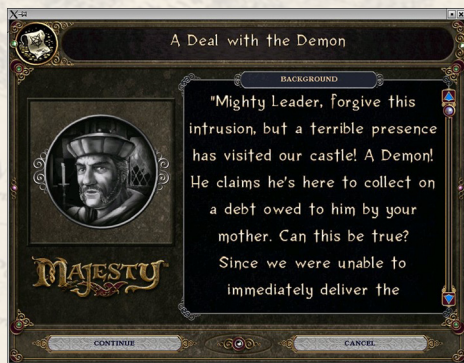 A Deal with the Demon
BACKGROUND
"Mighty Leader, forgive this
intrusion, but a terrible presence
has visited our castle! A Demon!
He claims he's here to collect on
a debt owed to him by your
mother. Can this be true?
Since we were unable to
immediately deliver the
MAJESTY
CONTINUE
CANCEL